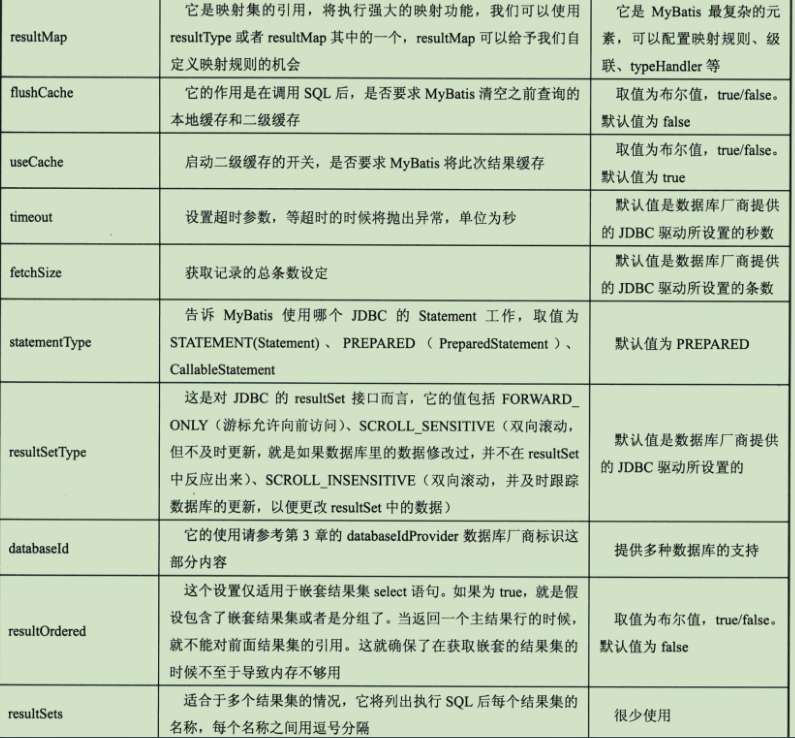 resultMap
它是映射集的引用，将执行强大的映射功能，我们可以使用
resultType 或者 resultMap 其中的一个，resultMap 可以给予我们自
定义映射规则的机会
它是 MyBatis 最复杂的元
素，可以配置映射规则、级
联、typeHandler 等
flushCache
它的作用是在调用 SQL 后，是否要求 MyBatis 清空之前查询的
本地缓存和二级缓存
取值为布尔值，true/false。
默认值为 false
useCache
启动二级缓存的开关，是否要求 MyBatis 将此次结果缓存
取值为布尔值，true/false。
默认值为 true
timeout
设置超时参数，等超时的时候将抛出异常，单位为秒
默认值是数据库厂商提供
的 JDBC 驱动所设置的秒数
fetchSize
获取记录的总条数设定
默认值是数据库厂商提供
的 JDBC 驱动所设置的条数
statementType
告诉 MyBatis 使用哪个 JDBC 的 Statement 工作，取值为
STATEMENT(Statement) 、 PREPARED （ PreparedStatement ）、
CallableStatement
默认值为 PREPARED
resultSetType
这是对 JDBC 的 resultSet 接口而言，它的值包括 FORWARD_
ONLY（游标允许向前访问）、SCROLL_SENSITIVE（双向滚动，
但不及时更新，就是如果数据库里的数据修改过，并不在 resultSet
中反应出来）、SCROLL_INSENSITIVE（双向滚动，并及时跟踪
数据库的更新，以便更改 resultSet 中的数据）
默认值是数据库厂商提供
的 JDBC 驱动所设置的
databaseId
它的使用请参考第 3 章的 databaseIdProvider 数据库厂商标识这
部分内容
提供多种数据库的支持
resultOrdered
这个设置仅适用于嵌套结果集 select 语句。如果为 true，就是假
设包含了嵌套结果集或者是分组了。当返回一个主结果行的时候，
就不能对前面结果集的引用。这就确保了在获取嵌套的结果集的
时候不至于导致内存不够用
取值为布尔值，true/false。
默认值为 false
resultSets
适合于多个结果集的情况，它将列出执行 SQL 后每个结果集的
名称，每个名称之间用逗号分隔
很少使用